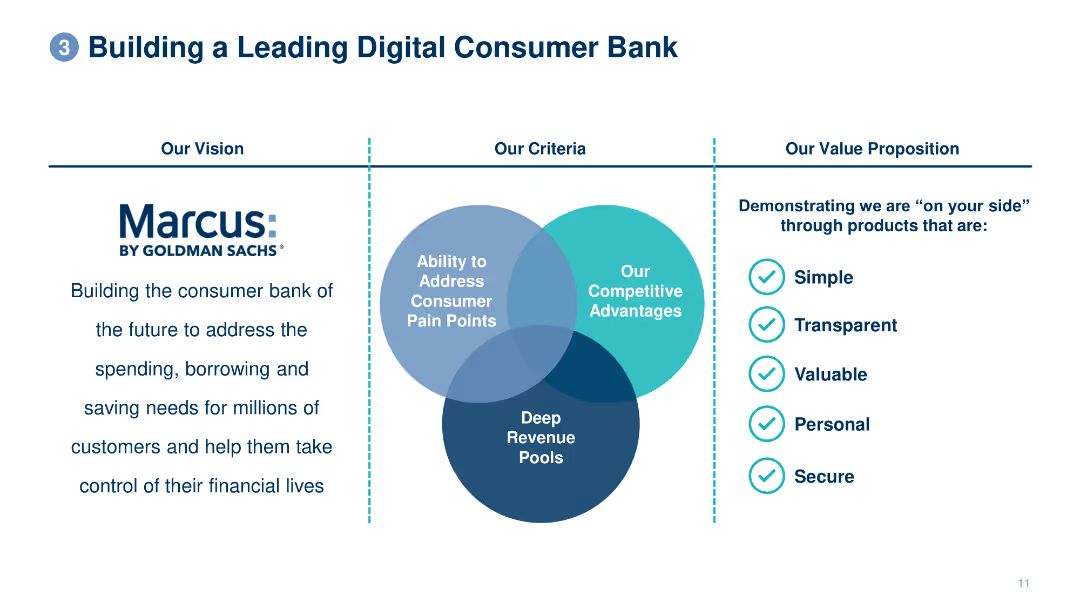 3 Building a Leading Digital Consumer Bank
Our Vision
Marcus:
BY GOLDMAN SACHS®
Building the consumer bank of
the future to address the
spending, borrowing and
saving needs for millions of
customers and help them take
control of their financial lives
Our Criteria
Ability to
Address
Consumer
Pain Points
Our
Competitive
Advantages
Deep
Revenue
Pools
Our Value Proposition
Demonstrating we are “on your side”
through products that are:
Simple
Transparent
Valuable
Personal
Secure
11